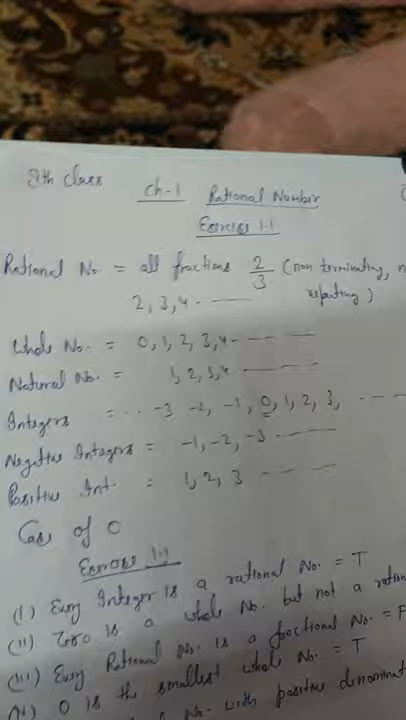 8th Class
Ch-1 Rational Number
Exercise 1.1
Rational No. = all fractions 2/3 (non terminating,
2, 3, 4 - - - repeating)
Whole No. = 0, 1, 2, 3, 4 - - - -
Natural No. = 1, 2, 3, 4 - - - -
Integers = .. -3 -2, -1, 0, 1, 2, 3, - - - -
Negative Integers = -1, -2, -3 - - - -
Positive Int. = 1, 2, 3 - - - -
Case of 0
Exercise 1.1
(i) Every Integer is a rational No. = T
(ii) Zero is a whole No. but not a
(iii) Every Rational No. is a fractional No. = F
0 is the smallest whole No. = T
No. with positive